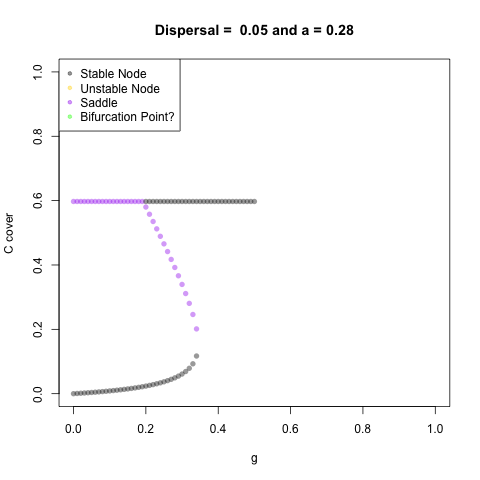 Dispersal =  0.05 and a = 0.28
Stable Node
Unstable Node
Saddle
Bifurcation Point?
C cover
1.0
0.8
0.6
0.4
0.2
0.0
0.0 0.2 0.4 0.6 0.8 1.0
g